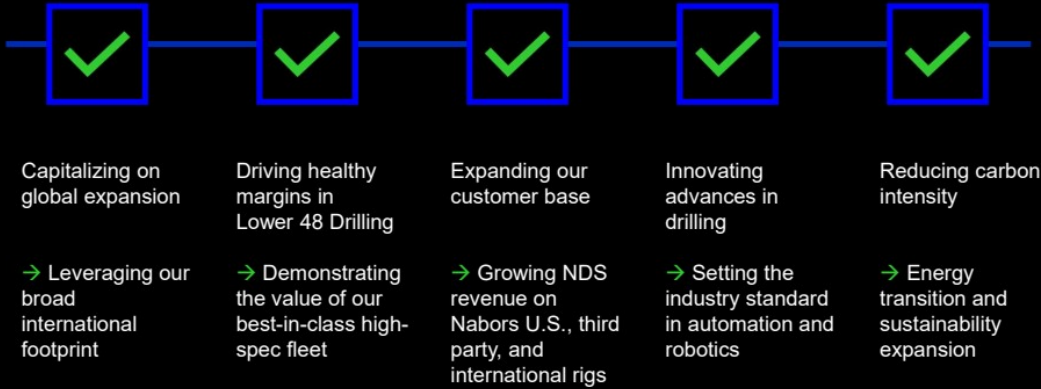 Capitalizing on
global expansion
→ Leveraging our
broad
international
footprint
Driving healthy
margins in
Lower 48 Drilling
→ Demonstrating
the value of our
best-in-class high-
spec fleet
Expanding our
customer base
→ Growing NDS
revenue on
Nabors U.S., third
party, and
international rigs
Innovating
advances in
drilling
→ Setting the
industry standard
in automation and
robotics
Reducing carbon
intensity
→ Energy
transition and
sustainability
expansion